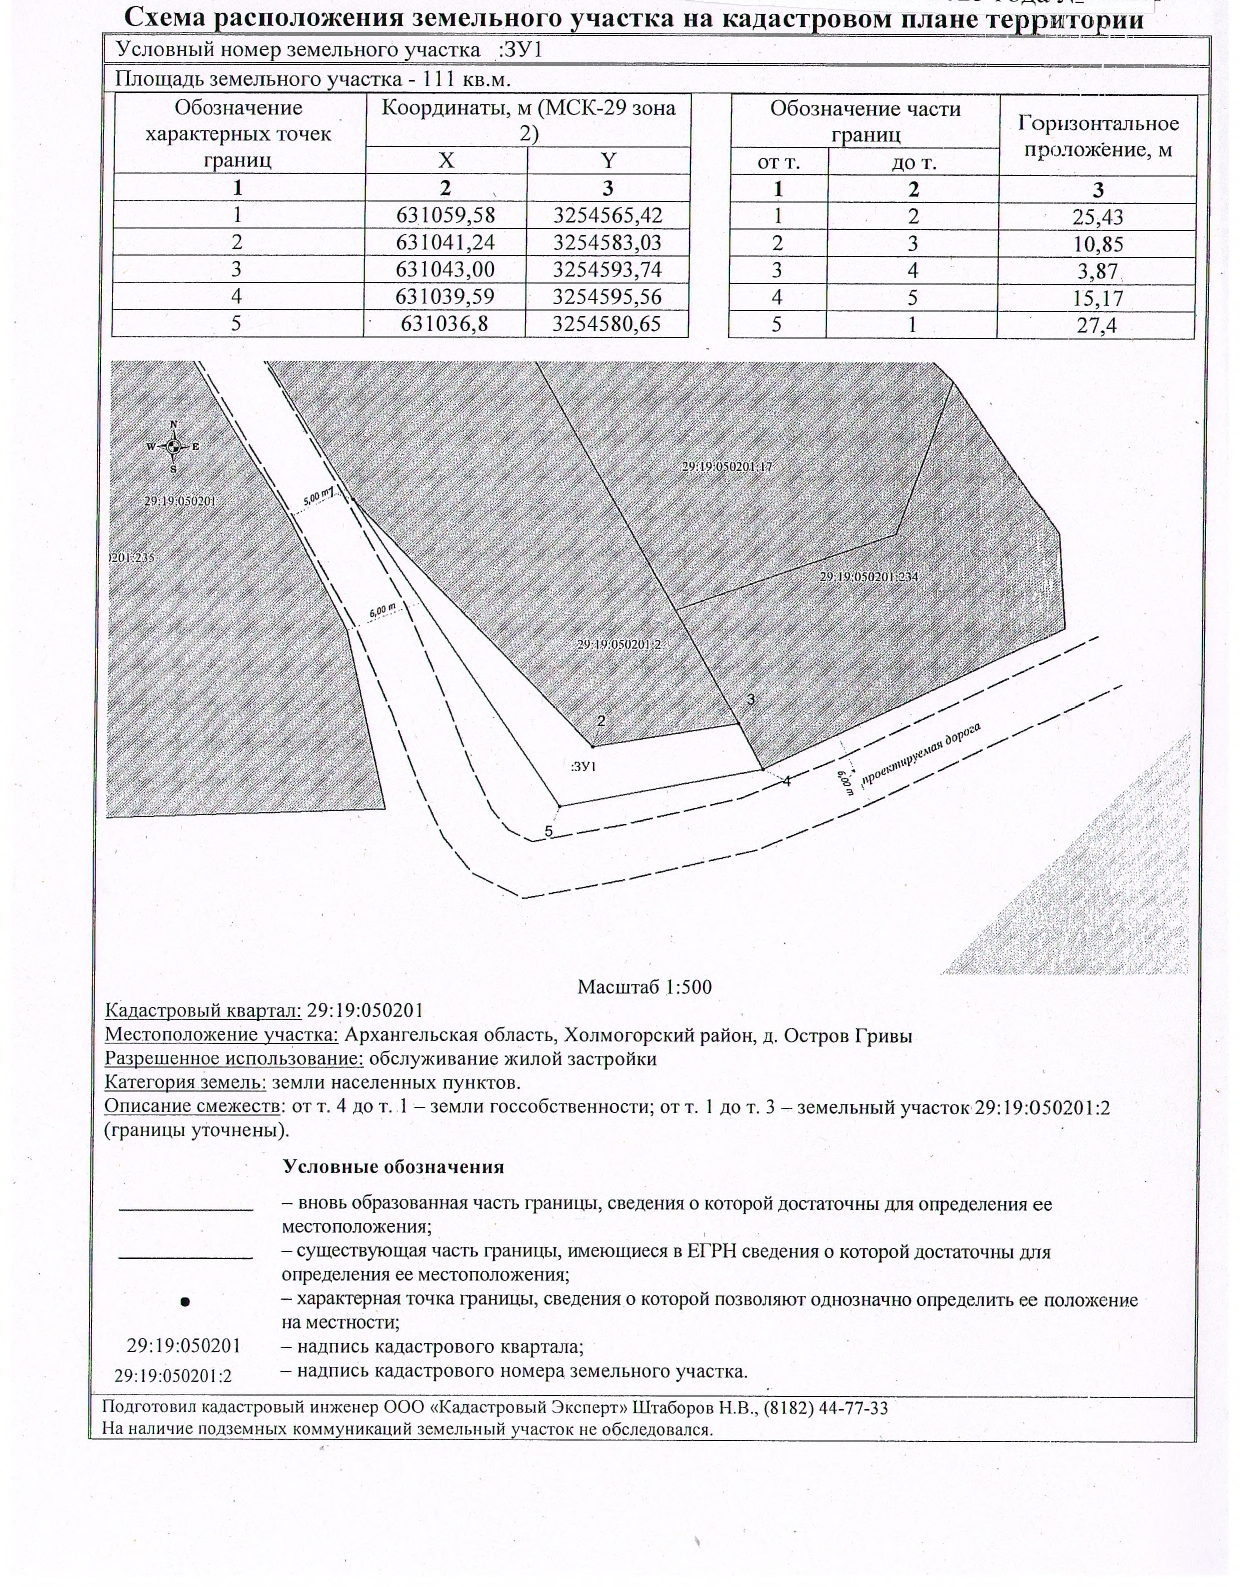 Схема расположения земельного участка на кадастровом плане территории
Условный номер земельного участка :ЗУ1
Площадь земельного участка - 111 кв.м.
Обозначение характерных точек границ
Координаты, м (МСК-29 зона 2)
X Y
1 2 3
1 631059,58 3254565,42
2 631041,24 3254583,03
3 631043,00 3254593,74
4 631039,59 3254595,56
5 631036,8 3254580,65
Обозначение части границ
Горизонтальное проложение, м
от т. до т.
1 2 3
1 2 25,43
2 3 10,85
3 4 3,87
4 5 15,17
5 1 27,4
N
W E
S
29:19:050201
0201:235
5,00 m
1
6,00 m
29:19:050201:17
29:19:050201:234
29:19:050201:2
2
3
:ЗУ1
4
5
6,00 m
проектируемая дорога
Масштаб 1:500
Кадастровый квартал: 29:19:050201
Местоположение участка: Архангельская область, Холмогорский район, д. Остров Гривы
Разрешенное использование: обслуживание жилой застройки
Категория земель: земли населенных пунктов.
Описание смежеств: от т. 4 до т. 1 – земли госсобственности; от т. 1 до т. 3 – земельный участок 29:19:050201:2
(границы уточнены).
Условные обозначения
– вновь образованная часть границы, сведения о которой достаточны для определения ее
местоположения;
– существующая часть границы, имеющиеся в ЕГРН сведения о которой достаточны для
определения ее местоположения;
– характерная точка границы, сведения о которой позволяют однозначно определить ее положение
на местности;
29:19:050201 – надпись кадастрового квартала;
29:19:050201:2 – надпись кадастрового номера земельного участка.
Подготовил кадастровый инженер ООО «Кадастровый Эксперт» Штаборов Н.В., (8182) 44-77-33
На наличие подземных коммуникаций земельный участок не обследовался.